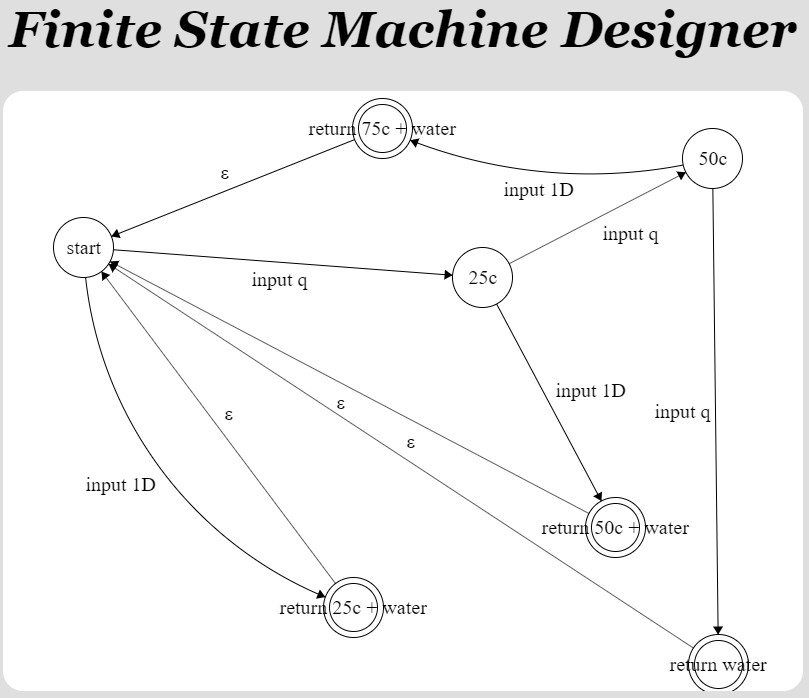 Finite State Machine Designer
return 75c + water
50c
ε
input 1D
input q
start
input q
25c
input 1D
ε
ε
input q
ε
input 1D
return 50c + water
return 25c + water
return water